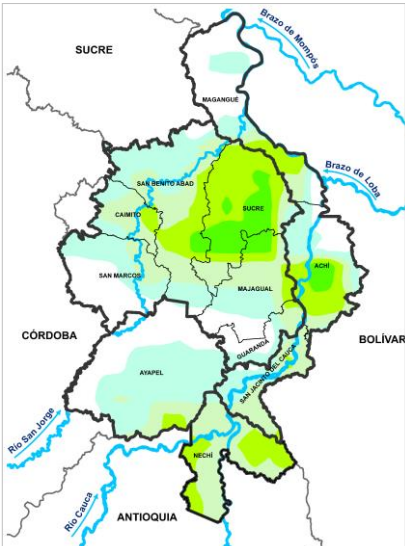 SUCRE
Brazo de Mompós
MAGANGUÉ
Brazo de Loba
SAN BENITO ABAD
CAIMITO
SUCRE
SAN MARCOS
ACHÍ
MAJAGUAL
CÓRDOBA
BOLÍVAR
GUARANDA
SAN JACINTO DEL CAUCA
AYAPEL
Río San Jorge
NECHÍ
Río Cauca
ANTIOQUIA